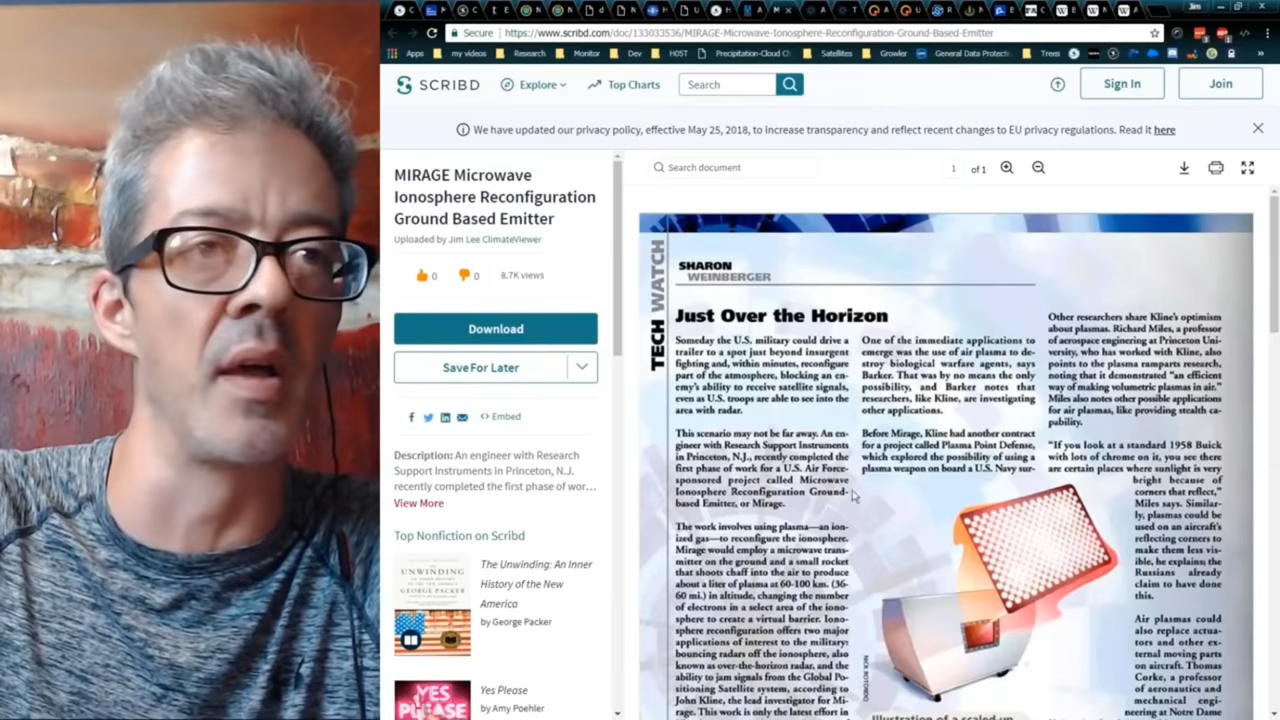 Jim
Secure https://www.scribd.com/doc/133033536/MIRAGE-Microwave-Ionosphere-Reconfiguration-Ground-Based-Emitter
Apps my videos Research Monitor Dev HOST Precipitation-Cloud Ch Satellites Growler General Data Protecti Trees »
SCRIBD Explore Top Charts Search Sign In Join
We have updated our privacy policy, effective May 25, 2018, to increase transparency and reflect recent changes to EU privacy regulations. Read it here
MIRAGE Microwave
Ionosphere Reconfiguration
Ground Based Emitter
Uploaded by Jim Lee ClimateViewer
0 0 8.7K views
Download
Save For Later
<> Embed
Description: An engineer with Research
Support Instruments in Princeton, N.J.
recently completed the first phase of wor...
View More
Top Nonfiction on Scribd
THE
UNWINDING
GEORGE PACKER
The Unwinding: An Inner
History of the New
America
by George Packer
YES
PLEASE
Yes Please
by Amy Poehler
Search document
1 of 1
TECH WATCH
SHARON
WEINBERGER
Just Over the Horizon
Someday the U.S. military could drive a
trailer to a spot just beyond insurgent
fighting and, within minutes, reconfigure
part of the atmosphere, blocking an en-
emy's ability to receive satellite signals,
even as U.S. troops are able to see into the
area with radar.
This scenario may not be far away. An en-
gineer with Research Support Instruments
in Princeton, N.J., recently completed the
first phase of work for a U.S. Air Force-
sponsored project called Microwave
Ionosphere Reconfiguration Ground-
based Emitter, or Mirage.
The work involves using plasma—an ion-
ized gas—to reconfigure the ionosphere.
Mirage would employ a microwave trans-
mitter on the ground and a small rocket
that shoots chaff into the air to produce
about a liter of plasma at 60-100 km. (36-
60 mi.) in altitude, changing the number
of electrons in a select area of the iono-
sphere to create a virtual barrier. Iono-
sphere reconfiguration offers two major
applications of interest to the military:
bouncing radars off the ionosphere, also
known as over-the-horizon radar, and the
ability to jam signals from the Global Po-
sitioning Satellite system, according to
John Kline, the lead investigator for Mi-
rage. This work is only the latest effort in
One of the immediate applications to
emerge was the use of air plasma to de-
stroy biological warfare agents, says
Barker. That was by no means the only
possibility, and Barker notes that
researchers, like Kline, are investigating
other applications.
Before Mirage, Kline had another contract
for a project called Plasma Point Defense,
which explored the possibility of using a
plasma weapon on board a U.S. Navy sur-
NICK ROTONDO
Illustration of a scaled-up
Other researchers share Kline's optimism
about plasmas. Richard Miles, a professor
of aerospace engineering at Princeton Uni-
versity, who has worked with Kline, also
points to the plasma ramparts research,
noting that it demonstrated "an efficient
way of making volumetric plasmas in air."
Miles also notes other possible applications
for air plasmas, like providing stealth ca-
pability.
"If you look at a standard 1958 Buick
with lots of chrome on it, you see there
are certain places where sunlight is very
bright because of
corners that reflect,"
Miles says. Similar-
ly, plasmas could be
used on an aircraft's
reflecting corners to
make them less vis-
ible, he explains; the
Russians already
claim to have done
this.
Air plasmas could
also replace actua-
tors and other ex-
ternal moving parts
on aircraft. Thomas
Corke, a professor
of aeronautics and
mechanical engi-
neering at Notre Dame